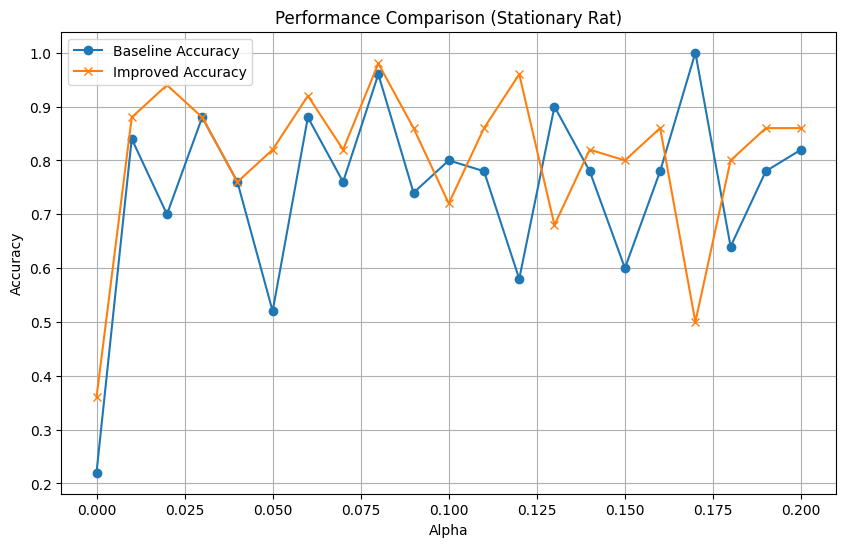 Performance Comparison (Stationary Rat)
Baseline Accuracy
Improved Accuracy
Accuracy
1.0
0.9
0.8
0.7
0.6
0.5
0.4
0.3
0.2
0.000 0.025 0.050 0.075 0.100 0.125 0.150 0.175 0.200
Alpha